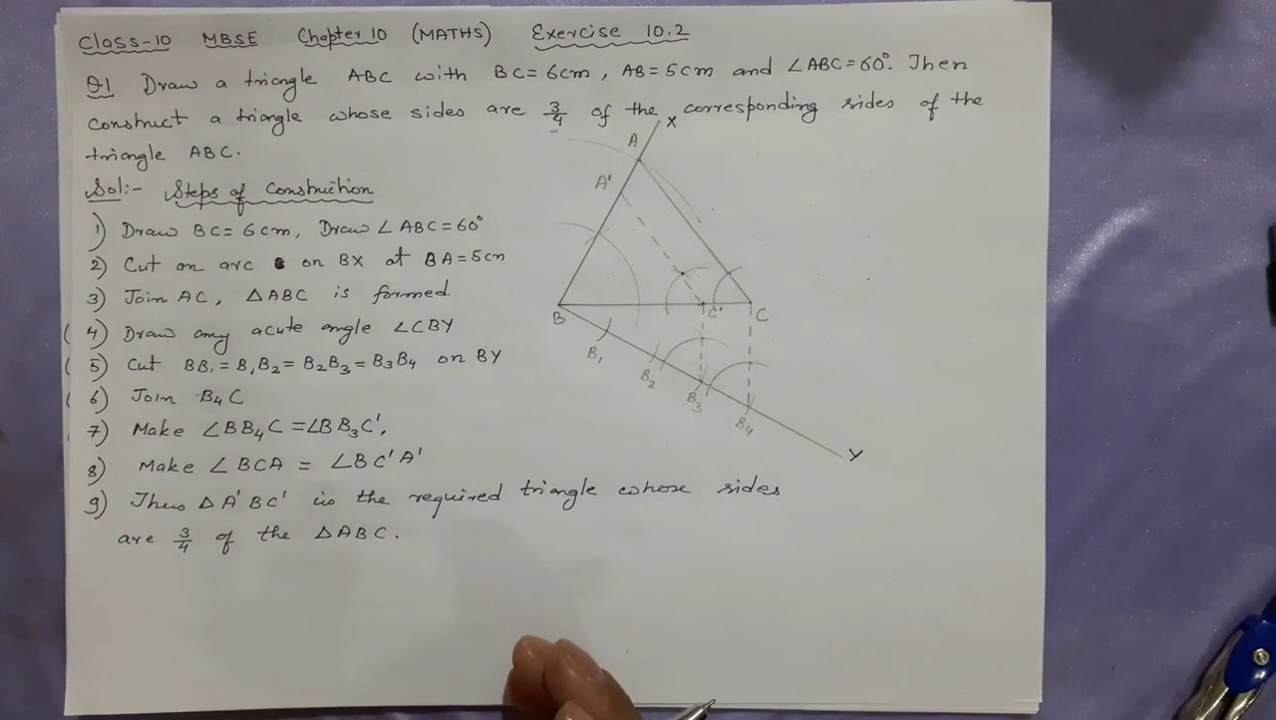 Class-10 MBSE Chapter 10 (MATHS) Exercise 10.2
Q1 Draw a triangle ABC with BC= 6cm, AB= 5cm and ∠ABC= 60°. Then
construct a triangle whose sides are 3/4 of the corresponding sides of the
triangle ABC.
Sol:- Steps of Construction
1) Draw BC= 6cm, Draw ∠ABC= 60°
2) Cut an arc on BX at BA= 5cm
3) Join AC, ΔABC is formed
4) Draw any acute angle ∠CBY
5) Cut BB₁ = B₁B₂ = B₂B₃ = B₃B₄ on BY
6) Join B₄C
7) Make ∠BB₄C = ∠BB₃C',
8) Make ∠BCA = ∠BC'A'
9) Thus ΔA'BC' is the required triangle whose sides
are 3/4 of the ΔABC.
X
A
A'
B
C'
C
B₁
B₂
B₃
B₄
Y